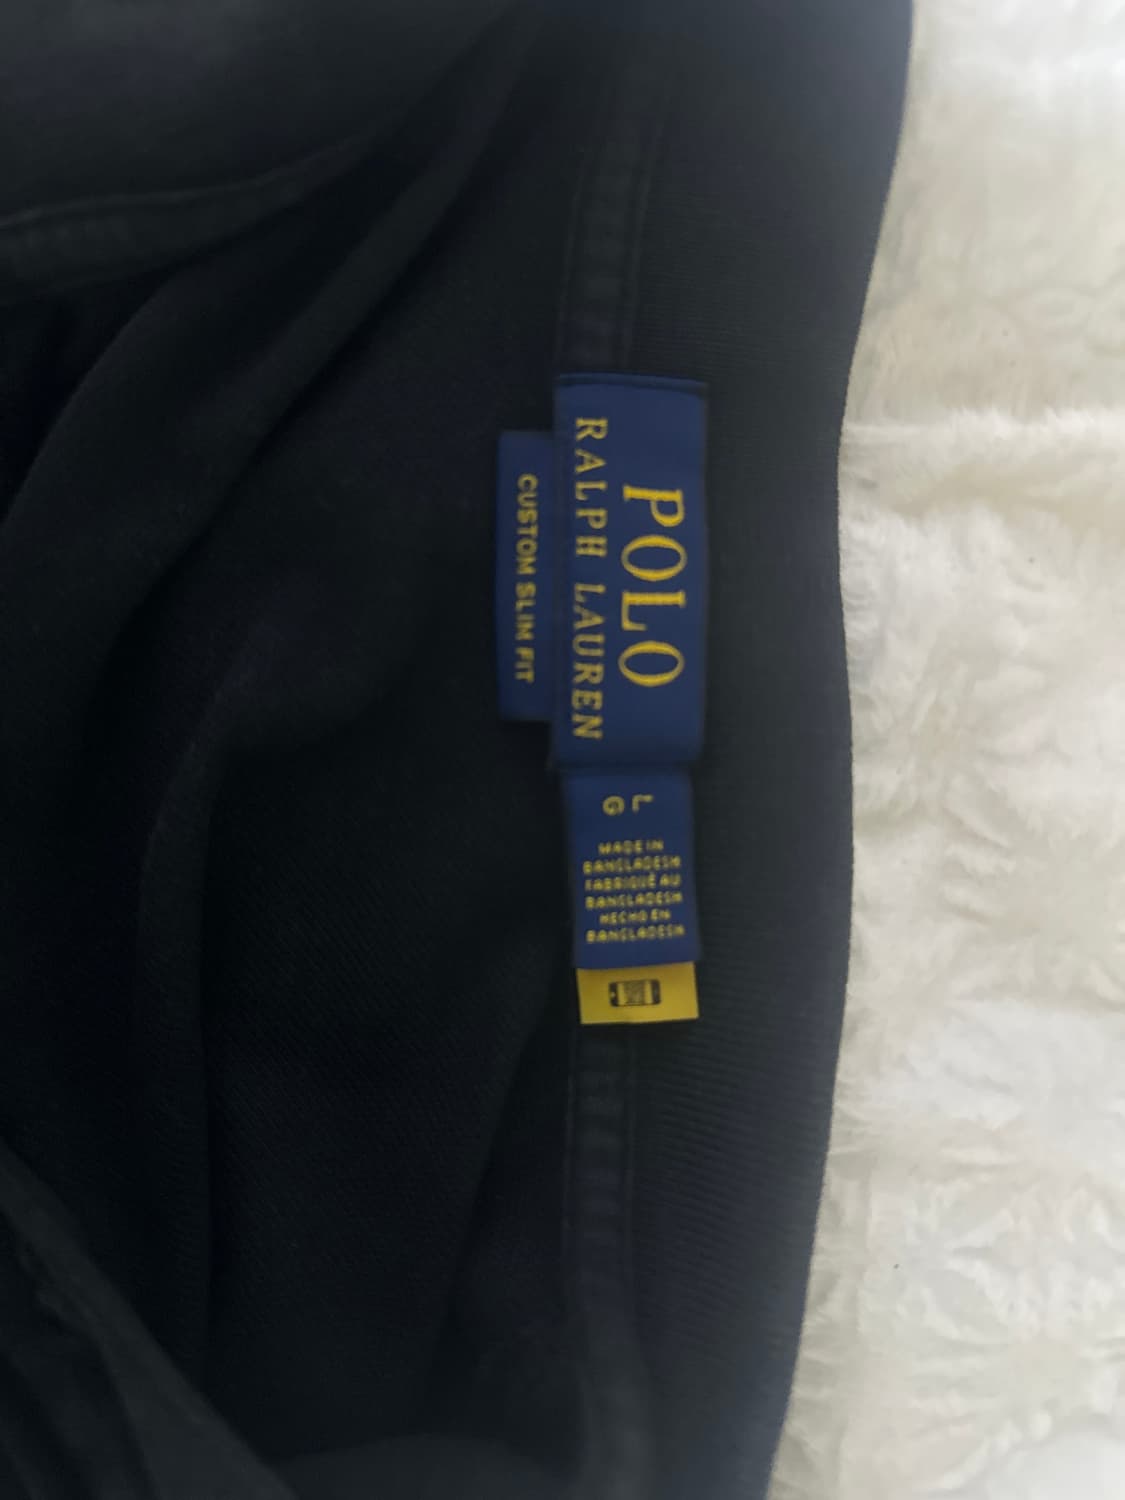 POLO
RALPH LAUREN
CUSTOM SLIM FIT
L
G
MADE IN
BANGLADESH
FABRIQUÉ AU
BANGLADESH
HECHO EN
BANGLADESH